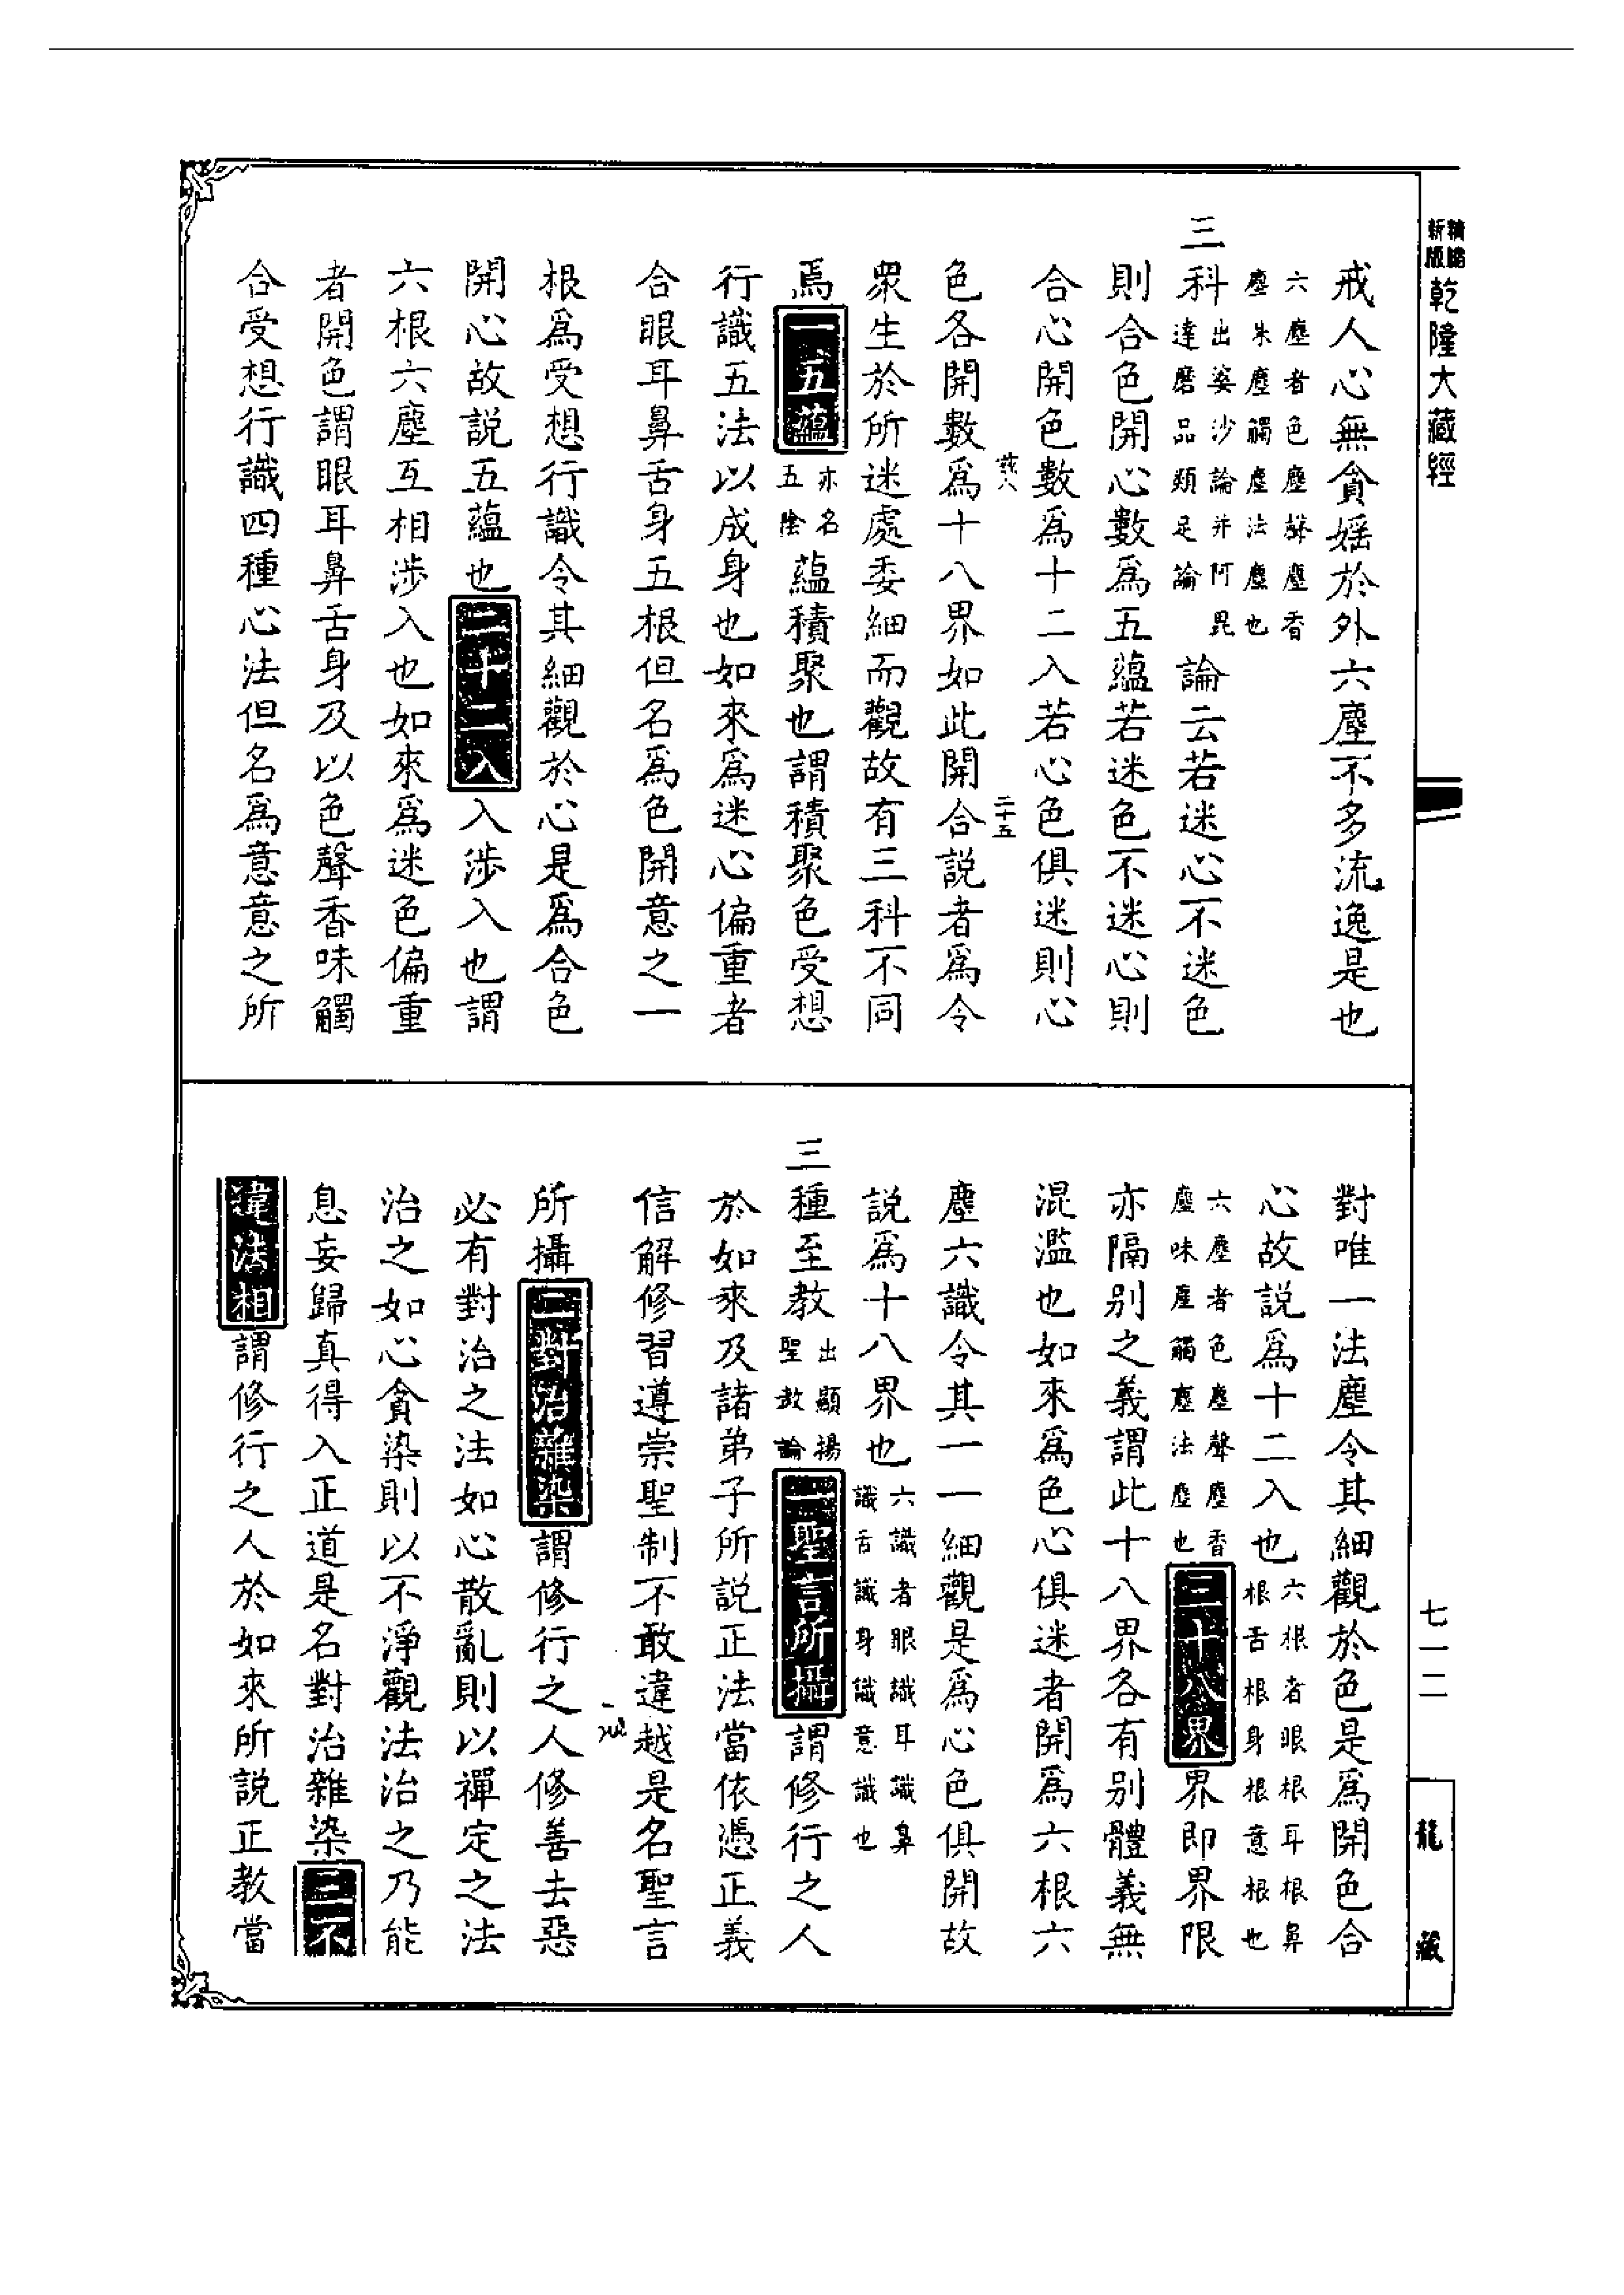 乾隆大藏經
戒人心無貪婬於外六塵不多流逸是也
六塵者色塵聲塵香
塵味塵觸塵法塵也
三科出婆沙論并阿毘
達磨品類足論論云若迷心不迷色
則合色開心數爲五蘊若迷色不迷心則
合心開色數爲十二入若心色俱迷則心
色各開數爲十八界如此開合説者爲令
二十五
衆生於所迷處委細而觀故有三科不同
焉一五蘊亦名
五陰蘊積聚也謂積聚色受想
行識五法以成身也如來爲迷心偏重者
合眼耳鼻舌身五根但名爲色開意之一
根爲受想行識令其細觀於心是爲合色
開心故説五蘊也二十二入入涉入也謂
六根六塵互相涉入也如來爲迷色偏重
者開色謂眼耳鼻舌身及以色聲香味觸
合受想行識四種心法但名爲意意之所
對唯一法塵令其細觀於色是爲開色合
心故説爲十二入也六根者眼根耳根鼻
根舌根身根意根也
六塵者色塵聲塵香
塵味塵觸塵法塵也三十八界界即界限
亦隔别之義謂此十八界各有别體義無
混濫也如來爲色心俱迷者開爲六根六
塵六識令其一一細觀是爲心色俱開故
説爲十八界也六識者眼識耳識鼻
識舌識身識意識也
三種至教出顯揚
聖教論一聖言所攝謂修行之人
於如來及諸弟子所説正法當依憑正義
信解修習遵崇聖制不敢違越是名聖言
所攝二對治雜染謂修行之人修善去惡
必有對治之法如心散亂則以禪定之法
治之如心貪染則以不淨觀法治之乃能
息妄歸真得入正道是名對治雜染三不
違法相謂修行之人於如來所説正教當
七一二
龍藏